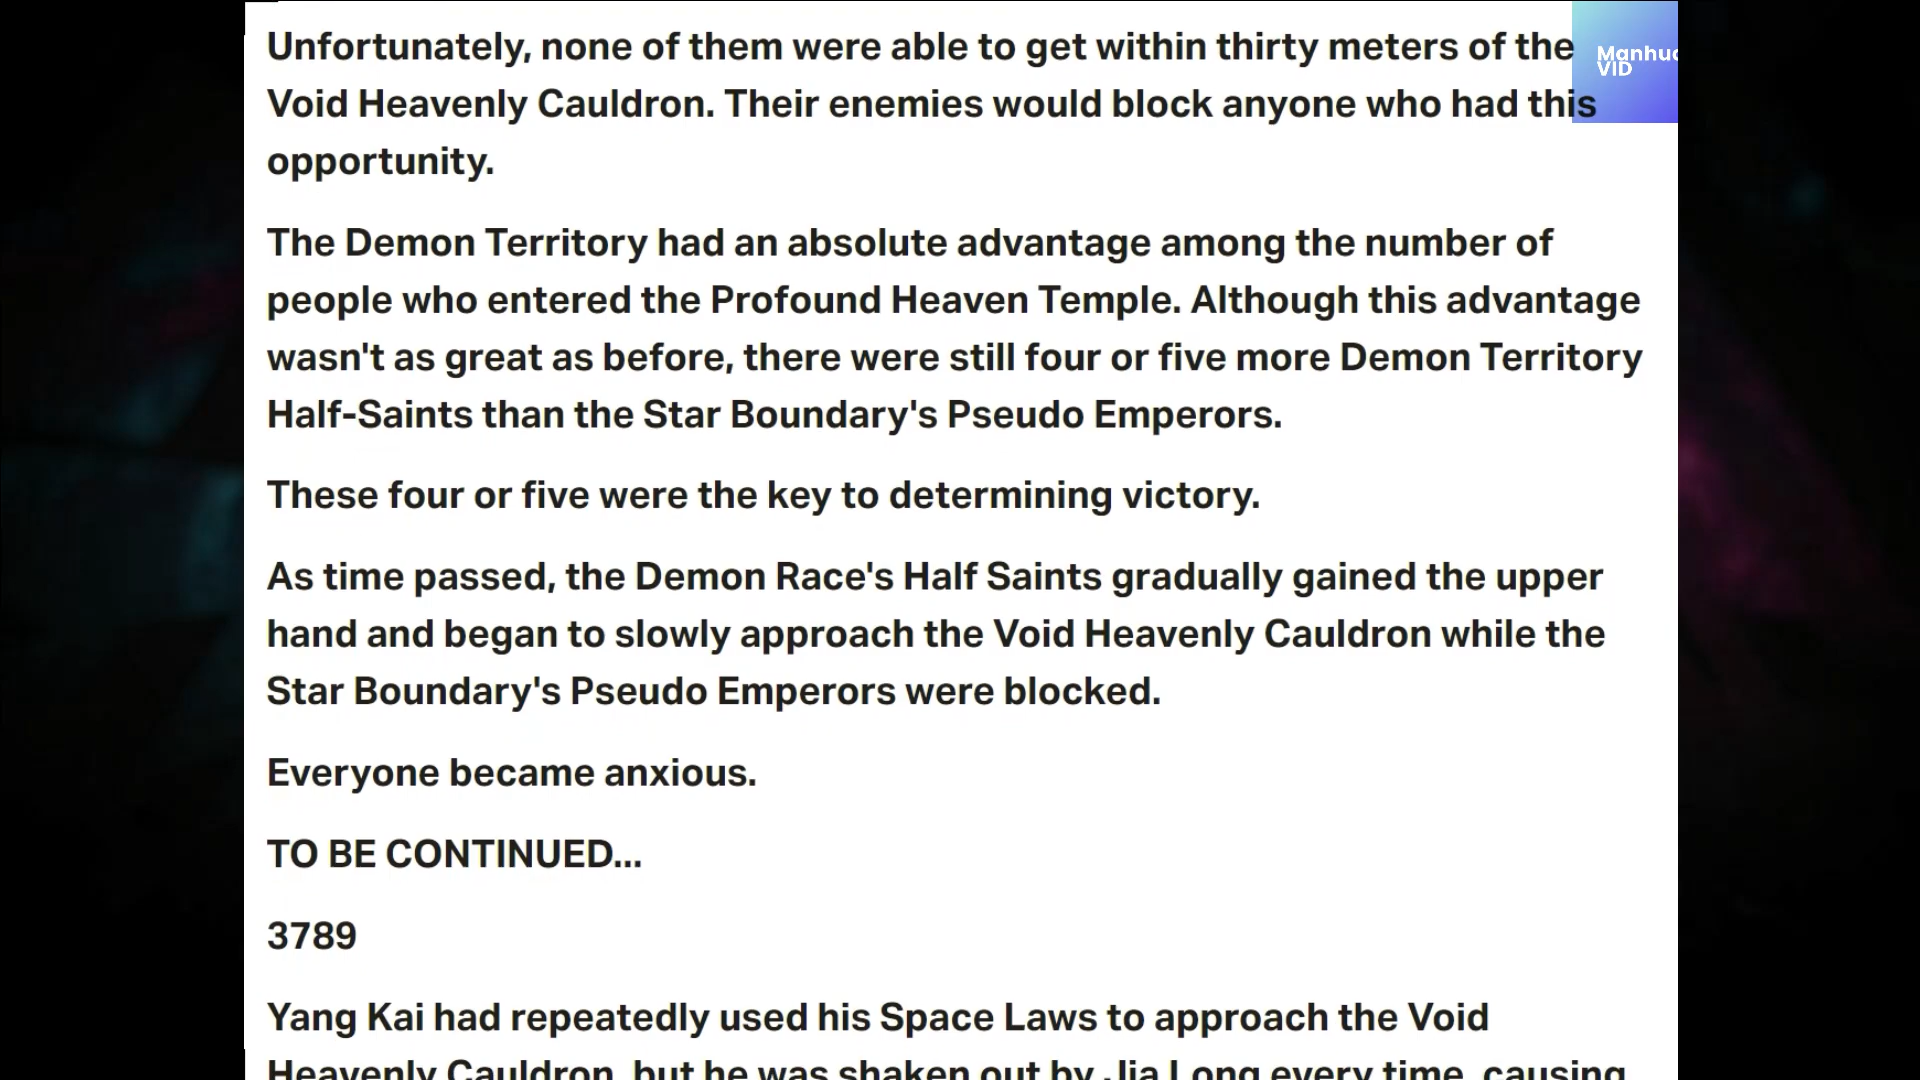 Unfortunately, none of them were able to get within thirty meters of the
Void Heavenly Cauldron. Their enemies would block anyone who had this
opportunity.
The Demon Territory had an absolute advantage among the number of
people who entered the Profound Heaven Temple. Although this advantage
wasn't as great as before, there were still four or five more Demon Territory
Half-Saints than the Star Boundary's Pseudo Emperors.
These four or five were the key to determining victory.
As time passed, the Demon Race's Half Saints gradually gained the upper
hand and began to slowly approach the Void Heavenly Cauldron while the
Star Boundary's Pseudo Emperors were blocked.
Everyone became anxious.
TO BE CONTINUED...
3789
Yang Kai had repeatedly used his Space Laws to approach the Void
Heavenly Cauldron, but he was shaken out by Jia Long every time, causing
Manhu
VID